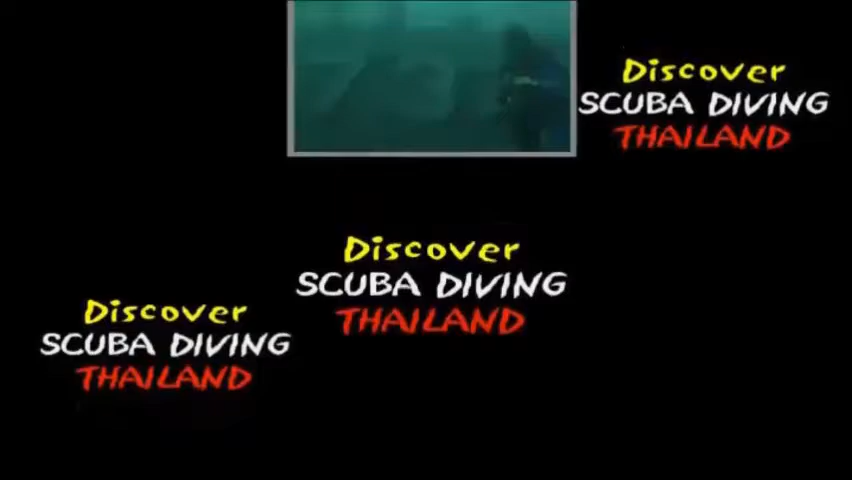 Discover
SCUBA DIVING
THAILAND
Discover
SCUBA DIVING
THAILAND
Discover
SCUBA DIVING
THAILAND